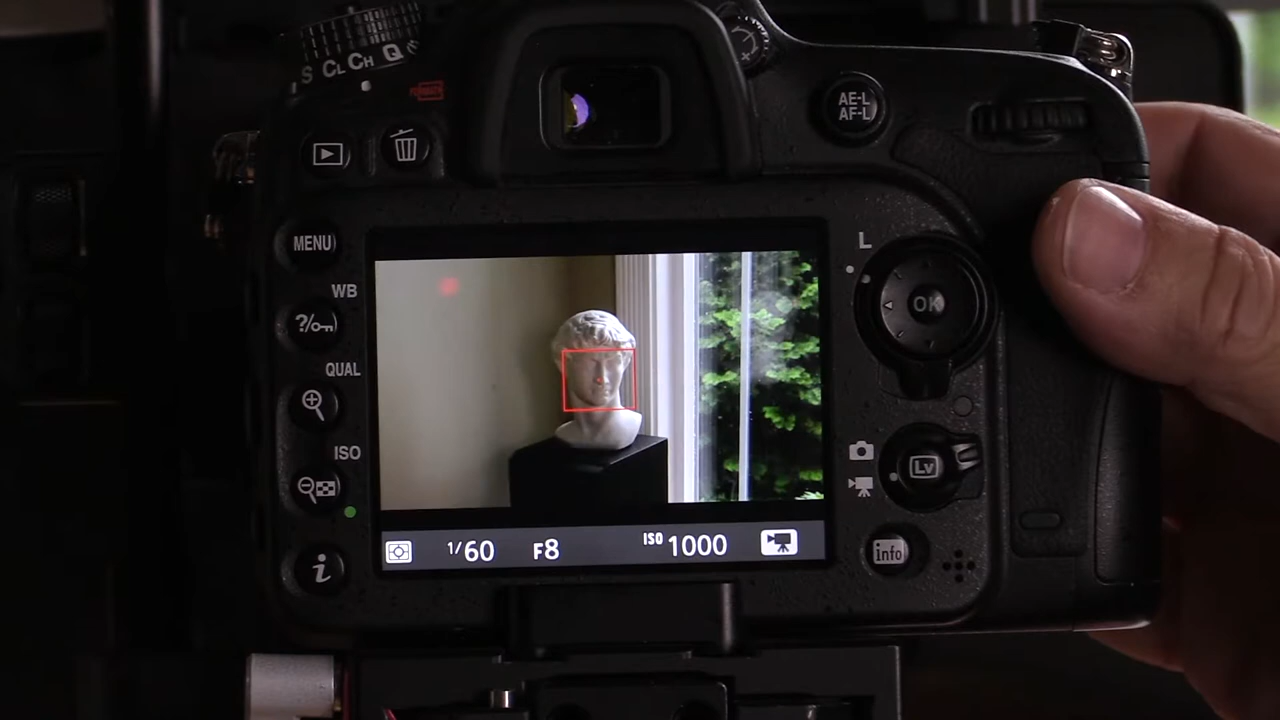 S CL CH Q
AE-L
AF-L
MENU
WB
?/
QUAL
ISO
i
L
OK
Lv
info
1/60 F8 ISO 1000